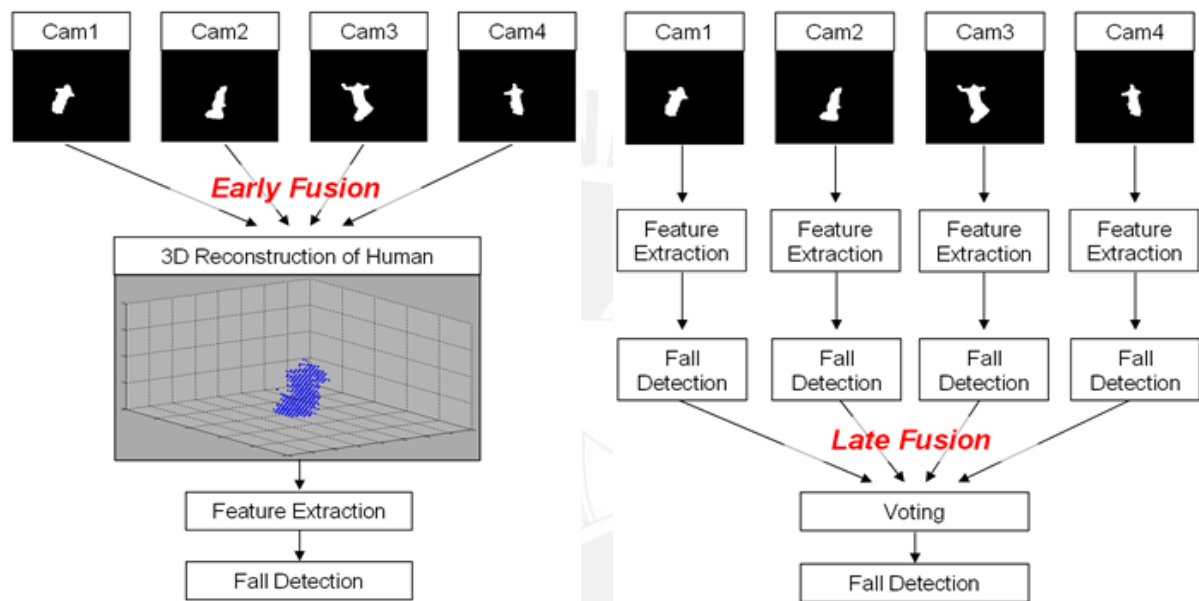 Cam1
Cam2
Cam3
Cam4
Early Fusion
3D Reconstruction of Human
Feature Extraction
Fall Detection
Cam1
Cam2
Cam3
Cam4
Feature
Extraction
Feature
Extraction
Feature
Extraction
Feature
Extraction
Fall
Detection
Fall
Detection
Fall
Detection
Fall
Detection
Late Fusion
Voting
Fall Detection